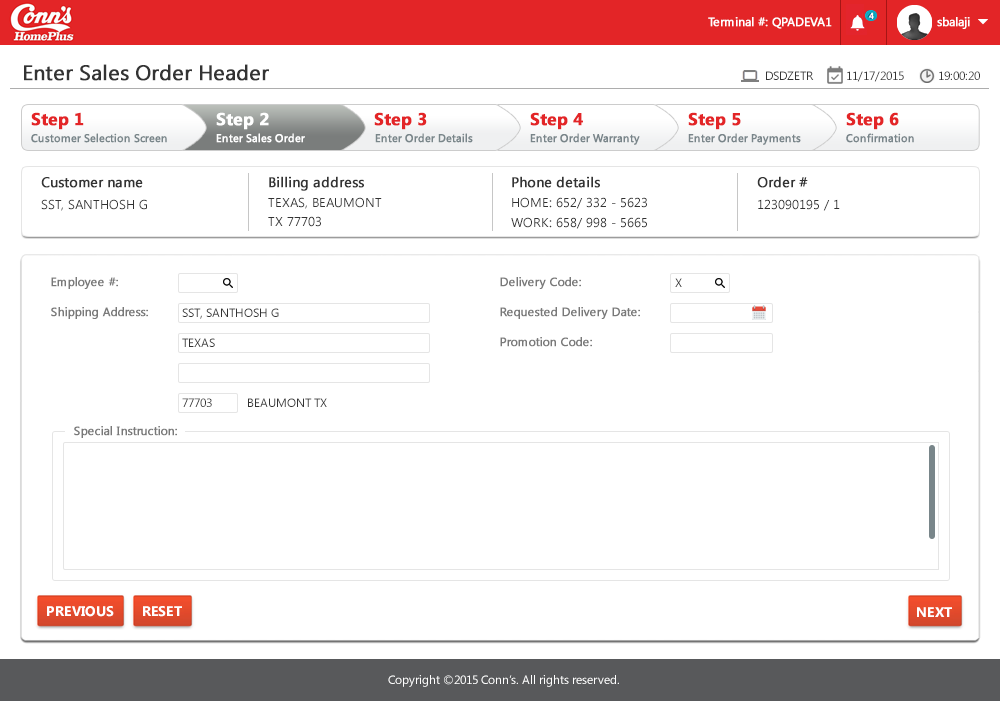 Conn's
HomePlus
Terminal #: QPADEVA1
4
sbalaji
Enter Sales Order Header
DSDZETR
11/17/2015
19:00:20
Step 1
Customer Selection Screen
Step 2
Enter Sales Order
Step 3
Enter Order Details
Step 4
Enter Order Warranty
Step 5
Enter Order Payments
Step 6
Confirmation
Customer name
SST, SANTHOSH G
Billing address
TEXAS, BEAUMONT
TX 77703
Phone details
HOME: 652/ 332 - 5623
WORK: 658/ 998 - 5665
Order #
123090195 / 1
Employee #:
Shipping Address:
SST, SANTHOSH G
TEXAS
77703
BEAUMONT TX
Delivery Code:
X
Requested Delivery Date:
Promotion Code:
Special Instruction:
PREVIOUS
RESET
NEXT
Copyright ©2015 Conn's. All rights reserved.